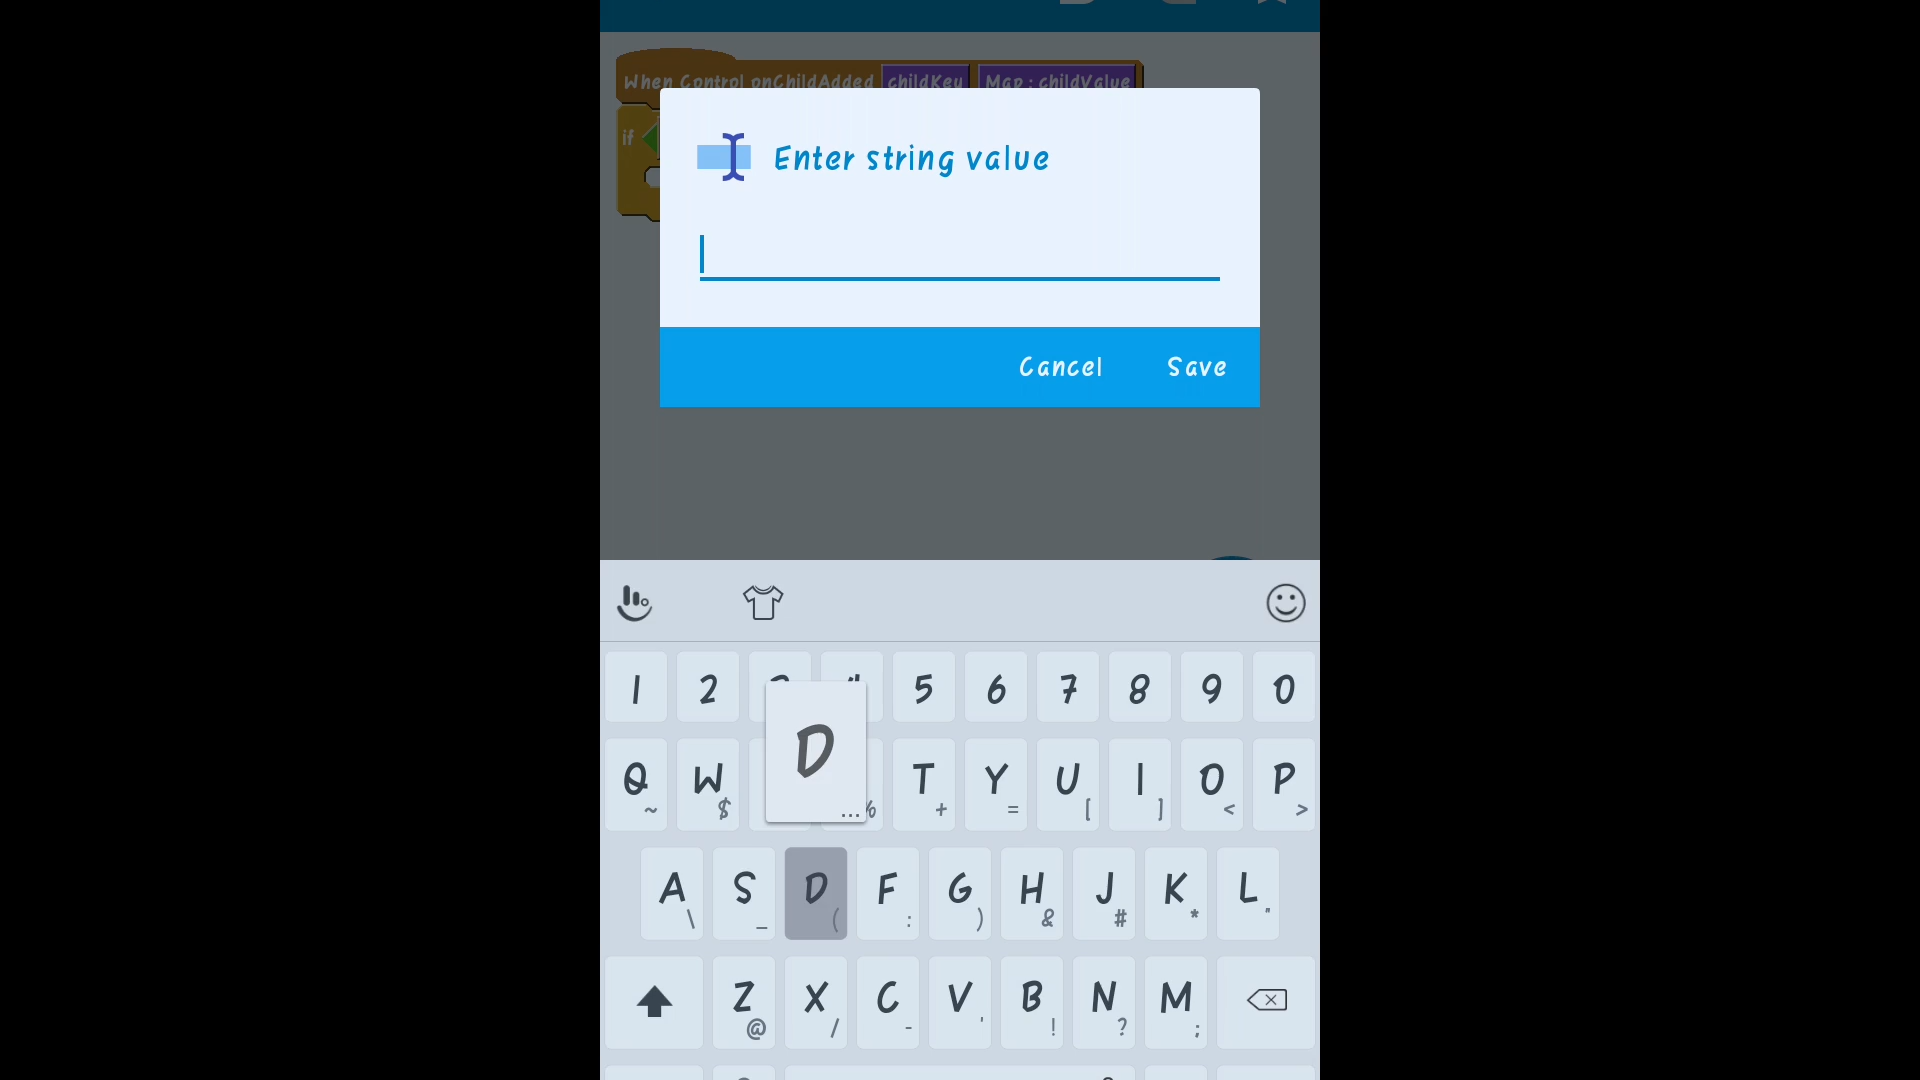 When Control onChildAdded childKey Map : childValue
if
Enter string value
Cancel Save
1 2 5 6 7 8 9 0
D
Q W T Y U I O P
~ $ ... % + = [ ] < >
A S D F G H J K L
\ _ ( : ) & # * "
Z X C V B N M
@ / - ' ! ? ;